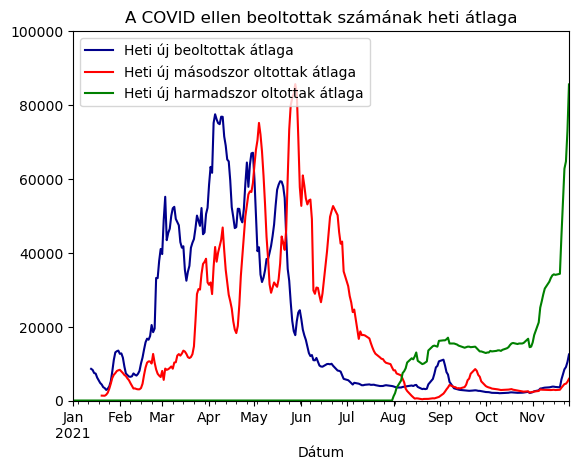 A COVID ellen beoltottak számának heti átlaga
Heti új beoltottak átlaga
Heti új másodszor oltottak átlaga
Heti új harmadszor oltottak átlaga
100000
80000
60000
40000
20000
0
Jan Feb Mar Apr May Jun Jul Aug Sep Oct Nov
2021
Dátum